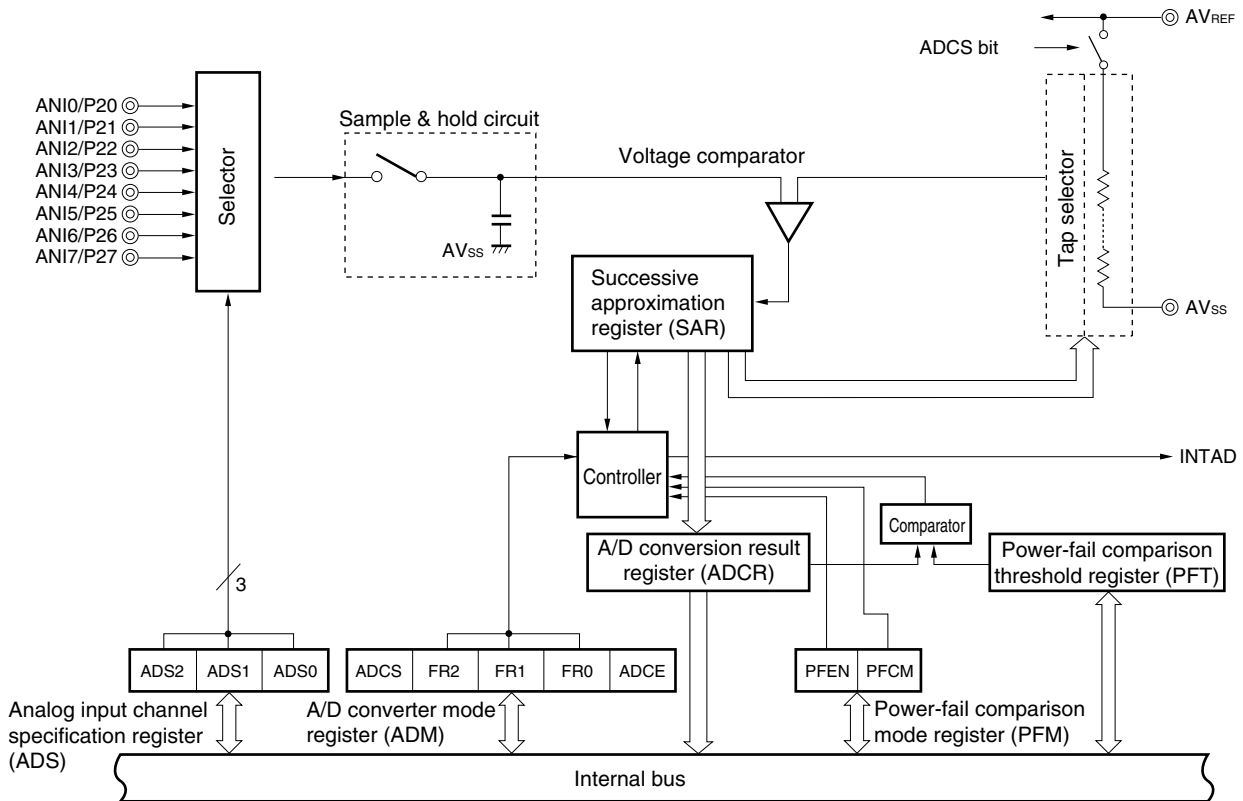 AVREF
ADCS bit
ANI0/P20
ANI1/P21
ANI2/P22
ANI3/P23
ANI4/P24
ANI5/P25
ANI6/P26
ANI7/P27
Selector
Sample & hold circuit
AVSS
Voltage comparator
Tap selector
AVSS
Successive
approximation
register (SAR)
Controller
INTAD
Comparator
A/D conversion result
register (ADCR)
Power-fail comparison
threshold register (PFT)
3
ADS2 ADS1 ADS0
ADCS FR2 FR1 FR0 ADCE
PFEN PFCM
Analog input channel
specification register
(ADS)
A/D converter mode
register (ADM)
Power-fail comparison
mode register (PFM)
Internal bus